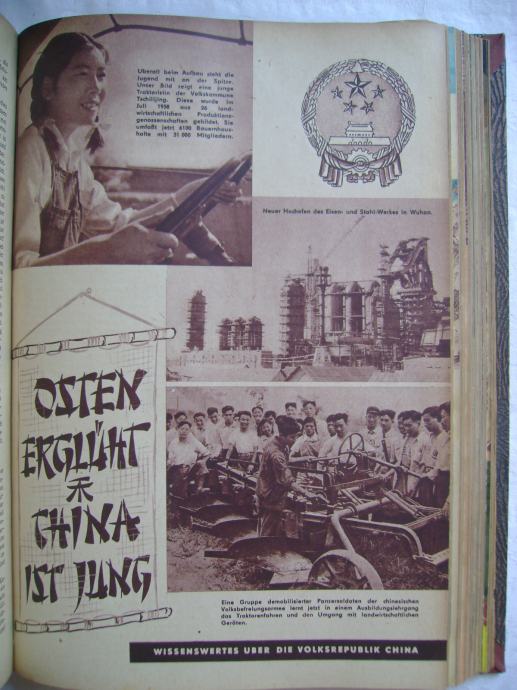 Überall beim Aufbau steht die
Jugend mit an der Spitze.
Unser Bild zeigt eine junge
Traktoristin der Volkskommune
Tschilijing. Diese wurde im
Juli 1958 aus 26 land-
wirtschaftlichen Produktions-
genossenschaften gebildet. Sie
umfaßt jetzt 6100 Bauernhaus-
halte mit 31 000 Mitgliedern.
Neuer Hochofen des Eisen- und Stahl-Werkes in Wuhan.
OSTEN
ERGLÜHT
天
CHINA
IST JUNG
Eine Gruppe demobilisierter Panzersoldaten der chinesischen
Volksbefreiungsarmee lernt jetzt in einem Ausbildungslehrgang
das Traktorenfahren und den Umgang mit landwirtschaftlichen
Geräten.
WISSENSWERTES ÜBER DIE VOLKSREPUBLIK CHINA